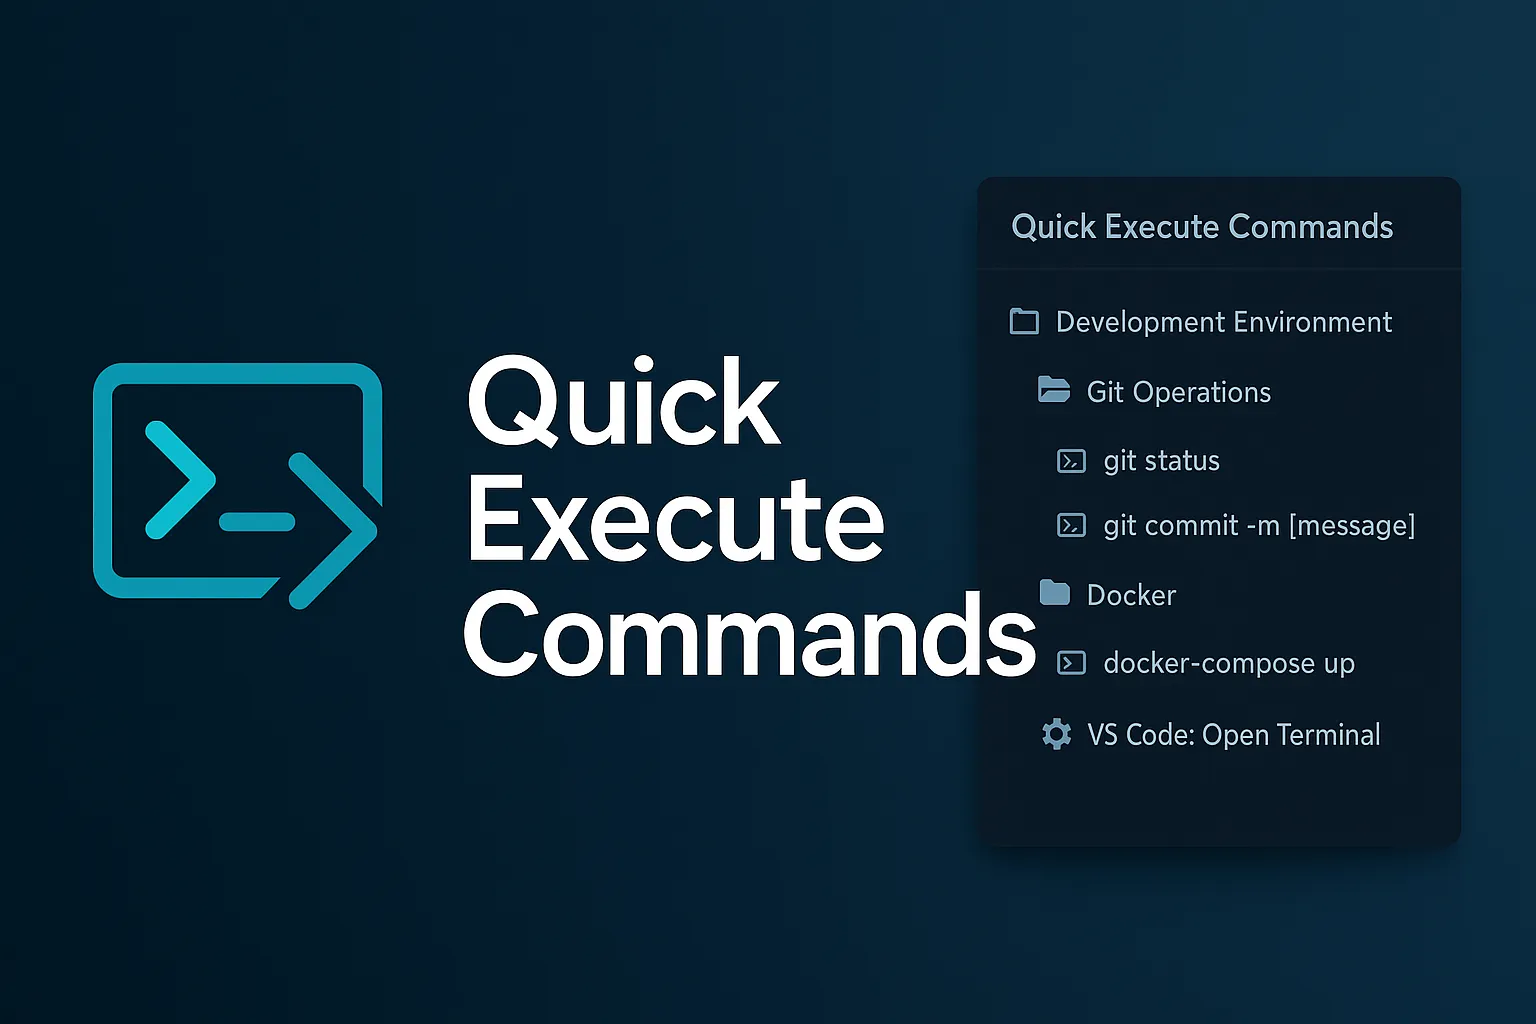 Quick
Execute
Commands
Quick Execute Commands
Development Environment
Git Operations
git status
git commit -m [message]
Docker
docker-compose up
VS Code: Open Terminal